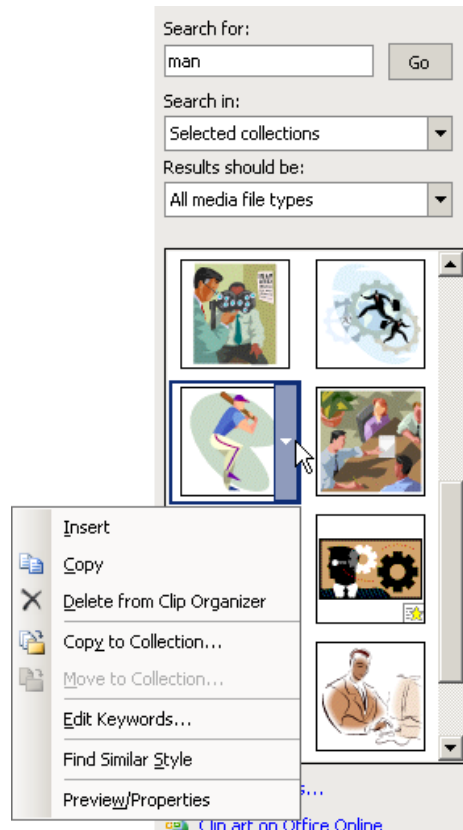 Search for:
man
Go
Search in:
Selected collections
Results should be:
All media file types
Insert
Copy
Delete from Clip Organizer
Copy to Collection...
Move to Collection...
Edit Keywords...
Find Similar Style
Preview/Properties
s...
Clip art on Office Online